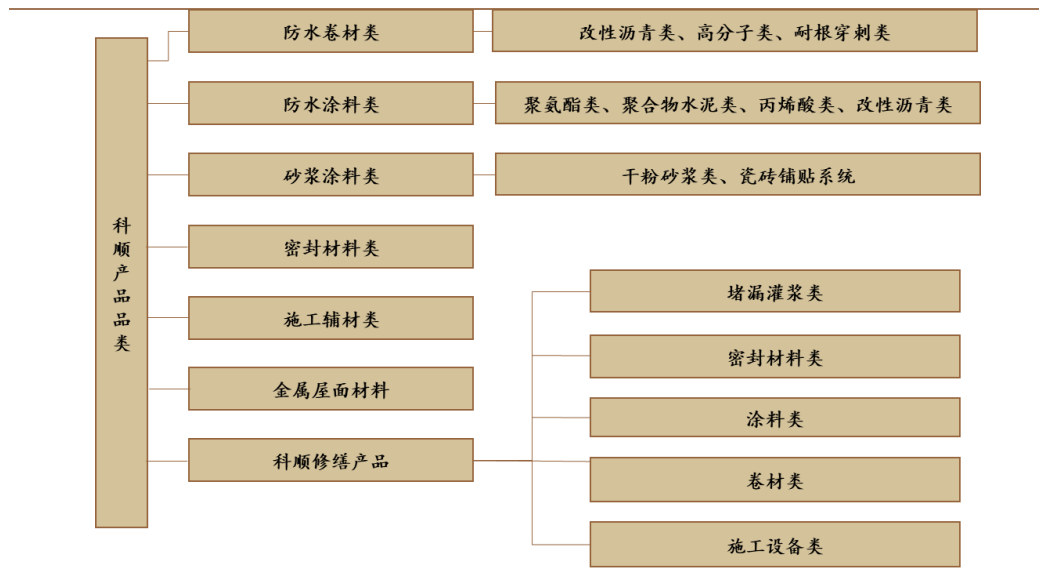 科顺产品品类
防水卷材类
改性沥青类、高分子类、耐根穿刺类
防水涂料类
聚氨酯类、聚合物水泥类、丙烯酸类、改性沥青类
砂浆涂料类
干粉砂浆类、瓷砖铺贴系统
密封材料类
施工辅材类
金属屋面材料
科顺修缮产品
堵漏灌浆类
密封材料类
涂料类
卷材类
施工设备类